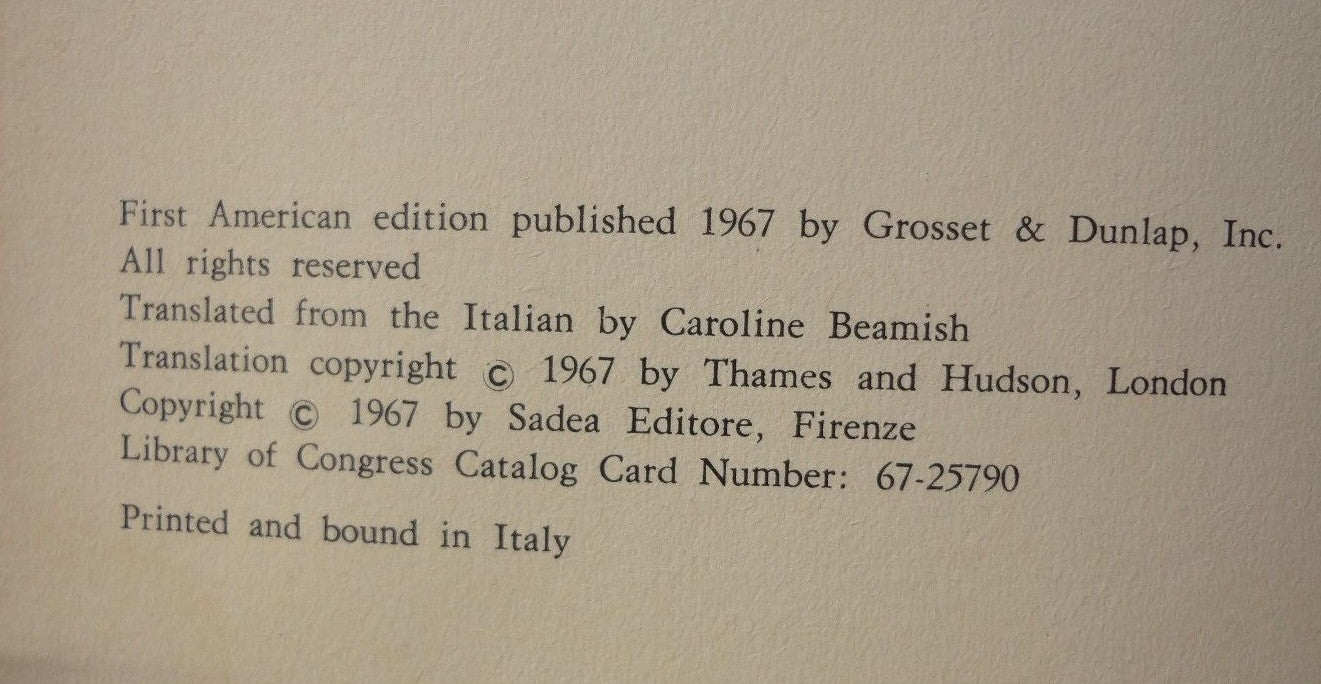 First American edition published 1967 by Grosset & Dunlap, Inc.
All rights reserved
Translated from the Italian by Caroline Beamish
Translation copyright © 1967 by Thames and Hudson, London
Copyright © 1967 by Sadea Editore, Firenze
Library of Congress Catalog Card Number: 67-25790
Printed and bound in Italy